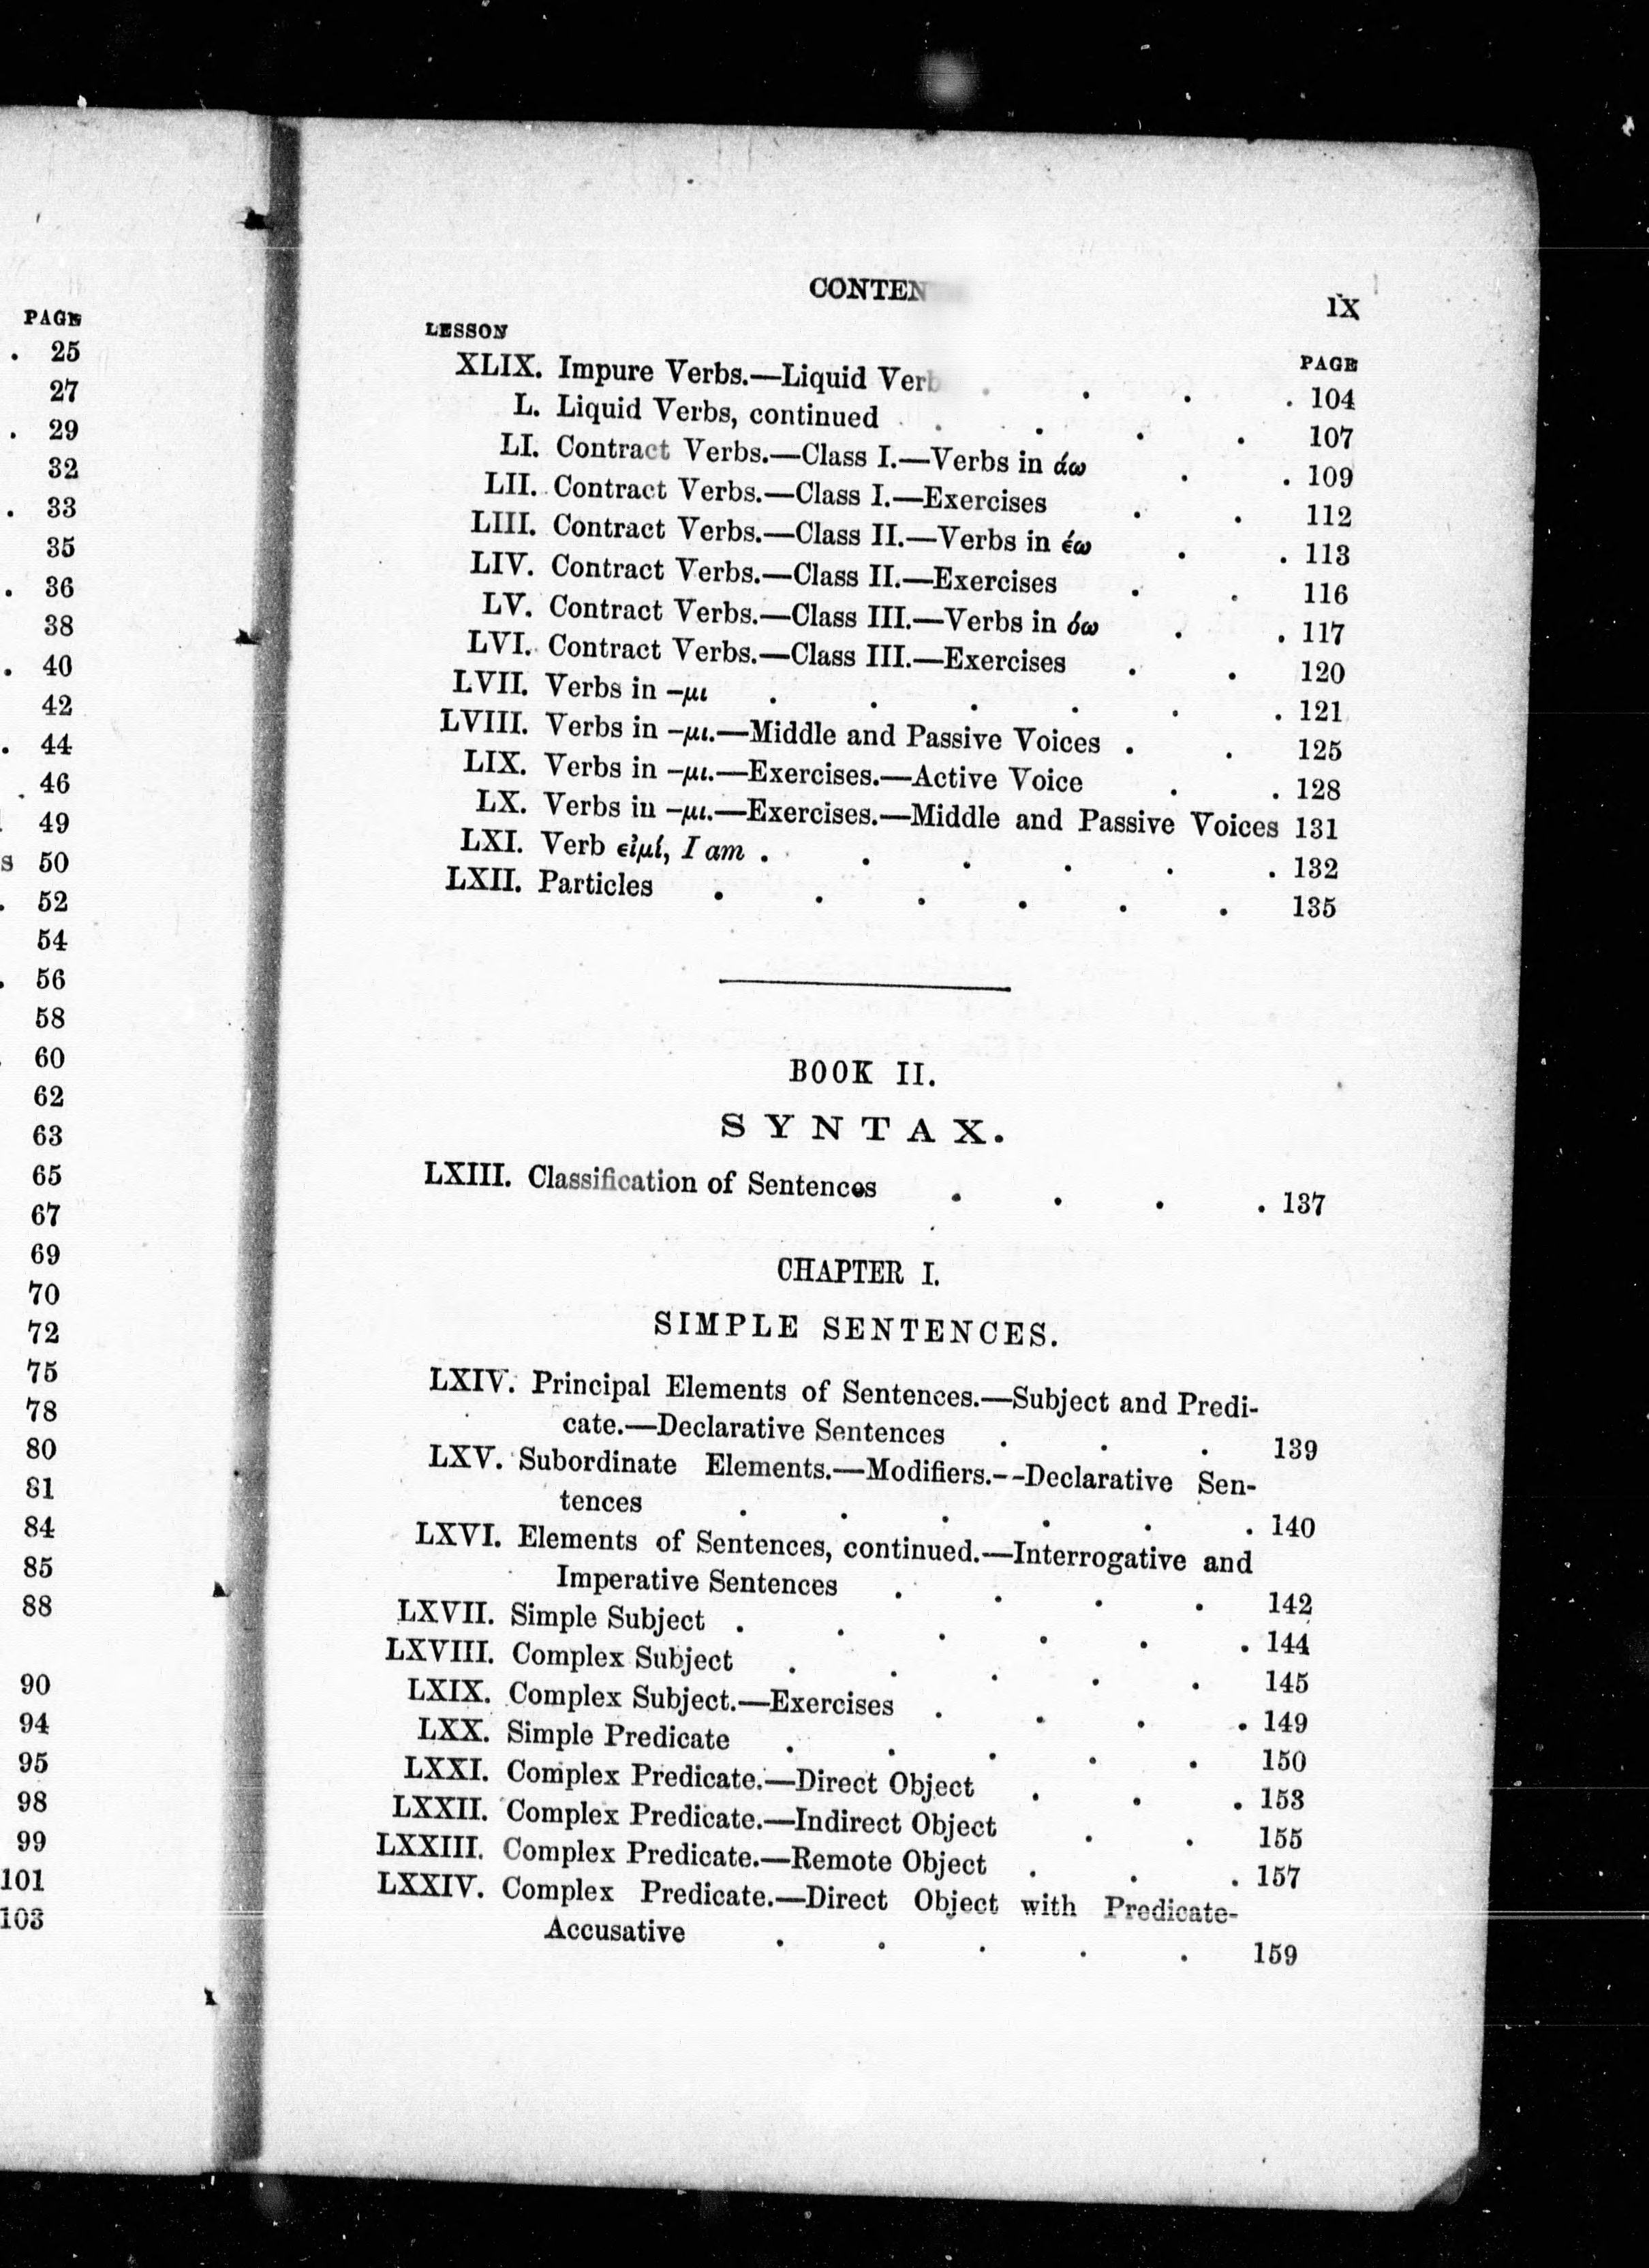 PAGE
. 25
27
. 29
32
. 33
35
. 36
38
. 40
42
. 44
. 46
49
s 50
. 52
54
. 56
58
. 60
62
63
65
67
69
70
72
75
78
80
81
84
85
88
90
94
95
98
99
101
103
CONTEN
IX
LESSON
PAGE
XLIX. Impure Verbs.—Liquid Verb . . . . 104
L. Liquid Verbs, continued . . . . . 107
LI. Contract Verbs.—Class I.—Verbs in άω . . 109
LII. Contract Verbs.—Class I.—Exercises . . 112
LIII. Contract Verbs.—Class II.—Verbs in έω . . 113
LIV. Contract Verbs.—Class II.—Exercises . . 116
LV. Contract Verbs.—Class III.—Verbs in όω . . 117
LVI. Contract Verbs.—Class III.—Exercises . . 120
LVII. Verbs in –μι . . . . . . 121
LVIII. Verbs in –μι.—Middle and Passive Voices . . 125
LIX. Verbs in –μι.—Exercises.—Active Voice . . 128
LX. Verbs in –μι.—Exercises.—Middle and Passive Voices 131
LXI. Verb εἰμί, I am . . . . . . 132
LXII. Particles . . . . . . 135
BOOK II.
SYNTAX.
LXIII. Classification of Sentences . . . . 137
CHAPTER I.
SIMPLE SENTENCES.
LXIV. Principal Elements of Sentences.—Subject and Predi-
cate.—Declarative Sentences . . . 139
LXV. Subordinate Elements.—Modifiers.--Declarative Sen-
tences . . . . . . 140
LXVI. Elements of Sentences, continued.—Interrogative and
Imperative Sentences . . . . 142
LXVII. Simple Subject . . . . . . 144
LXVIII. Complex Subject . . . . . 145
LXIX. Complex Subject.—Exercises . . . . 149
LXX. Simple Predicate . . . . . 150
LXXI. Complex Predicate.—Direct Object . . . 153
LXXII. Complex Predicate.—Indirect Object . . 155
LXXIII. Complex Predicate.—Remote Object . . . 157
LXXIV. Complex Predicate.—Direct Object with Predicate-
Accusative . . . . . 159